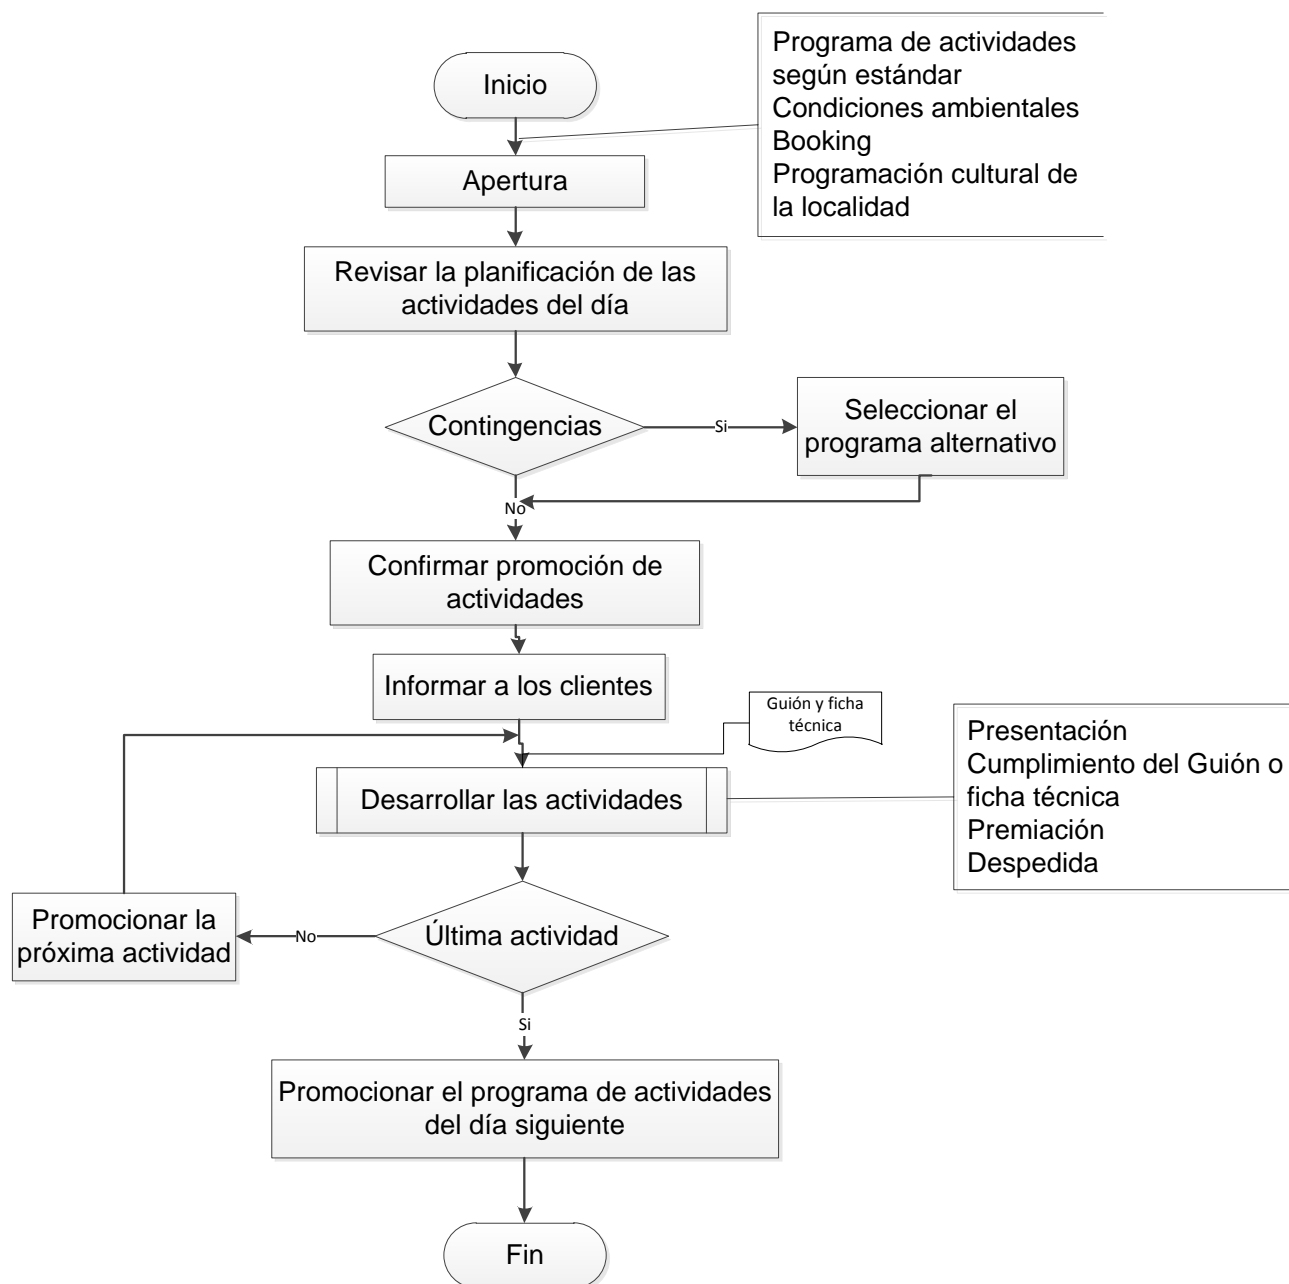 Inicio
Programa de actividades
según estándar
Condiciones ambientales
Booking
Programación cultural de
la localidad
Apertura
Revisar la planificación de las
actividades del día
Contingencias
Si
Seleccionar el
programa alternativo
No
Confirmar promoción de
actividades
Informar a los clientes
Guión y ficha
técnica
Presentación
Cumplimiento del Guión o
ficha técnica
Premiación
Despedida
Desarrollar las actividades
Promocionar la
próxima actividad
No
Última actividad
Si
Promocionar el programa de actividades
del día siguiente
Fin